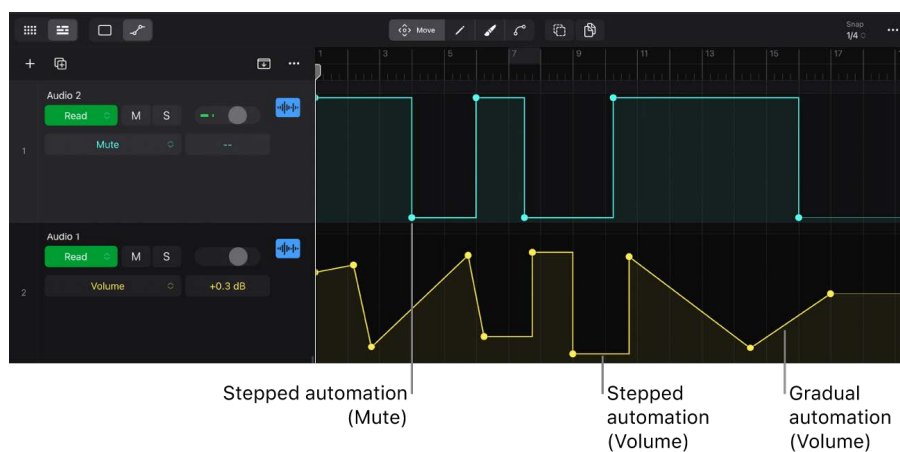 Move
Snap
1/4
1 3 5 7 9 11 13 15 17
Audio 2
Read M S
1
Mute --
Audio 1
Read M S
2
Volume +0.3 dB
Stepped automation
(Mute)
Stepped
automation
(Volume)
Gradual
automation
(Volume)